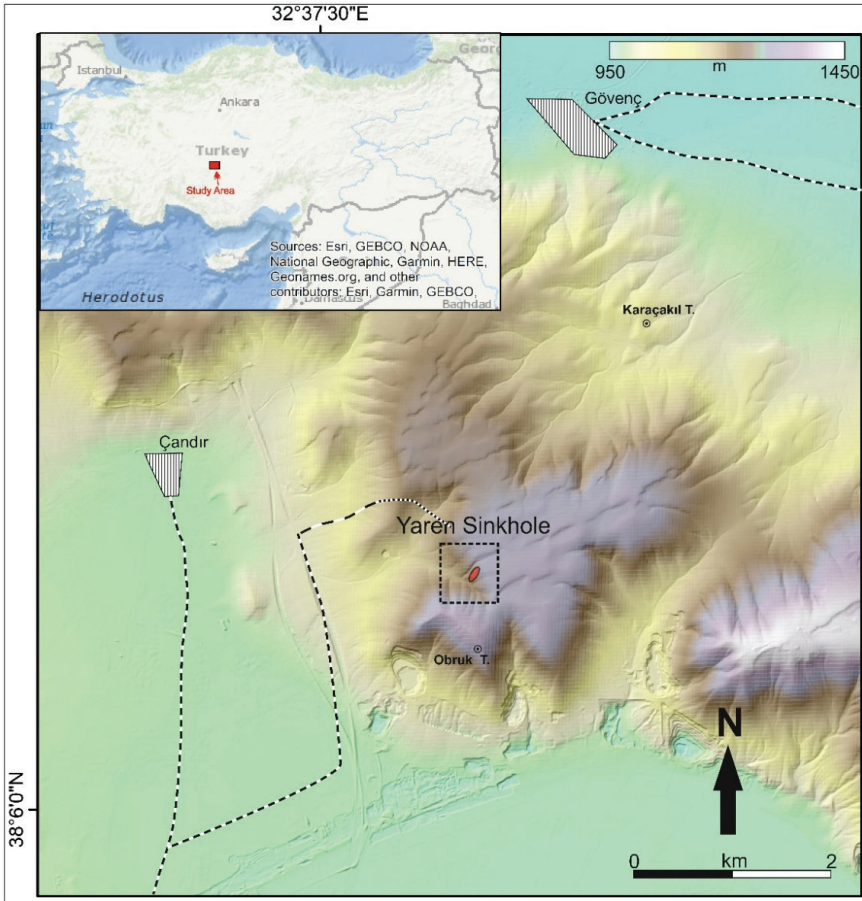 32°37'30"E
Istanbul
Georg
Ankara
Turkey
Study Area
Sources: Esri, GEBCO, NOAA,
National Geographic, Garmin, HERE,
Geonames.org, and other
contributors: Esri, Garmin, GEBCO,
Herodotus
Damascus
Baghdad
950 m 1450
Gövenç
Karaçakıl T.
Çandır
Yaren Sinkhole
Obruk T.
N
38°6'0"N
0 km 2